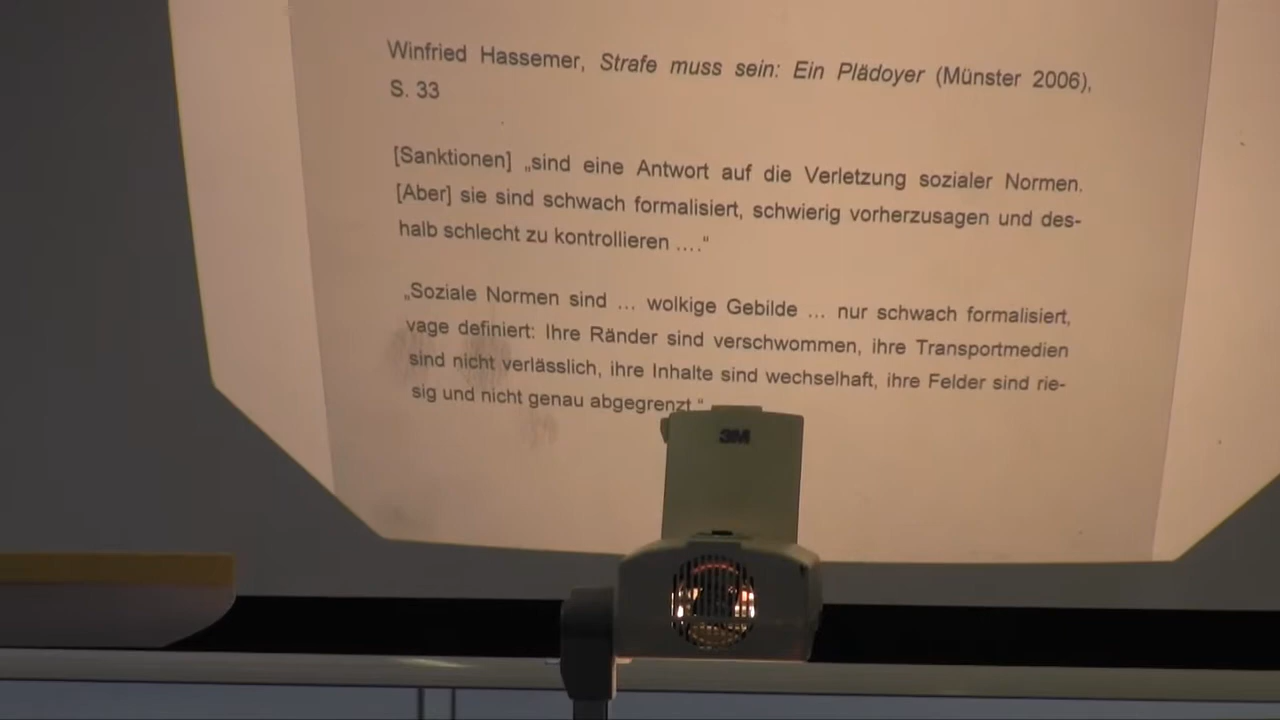 Winfried Hassemer, Strafe muss sein: Ein Plädoyer (Münster 2006),
S. 33
[Sanktionen] „sind eine Antwort auf die Verletzung sozialer Normen.
[Aber] sie sind schwach formalisiert, schwierig vorherzusagen und des-
halb schlecht zu kontrollieren ….“
„Soziale Normen sind … wolkige Gebilde … nur schwach formalisiert,
vage definiert: Ihre Ränder sind verschwommen, ihre Transportmedien
sind nicht verlässlich, ihre Inhalte sind wechselhaft, ihre Felder sind rie-
sig und nicht genau abgegrenzt.“
3M